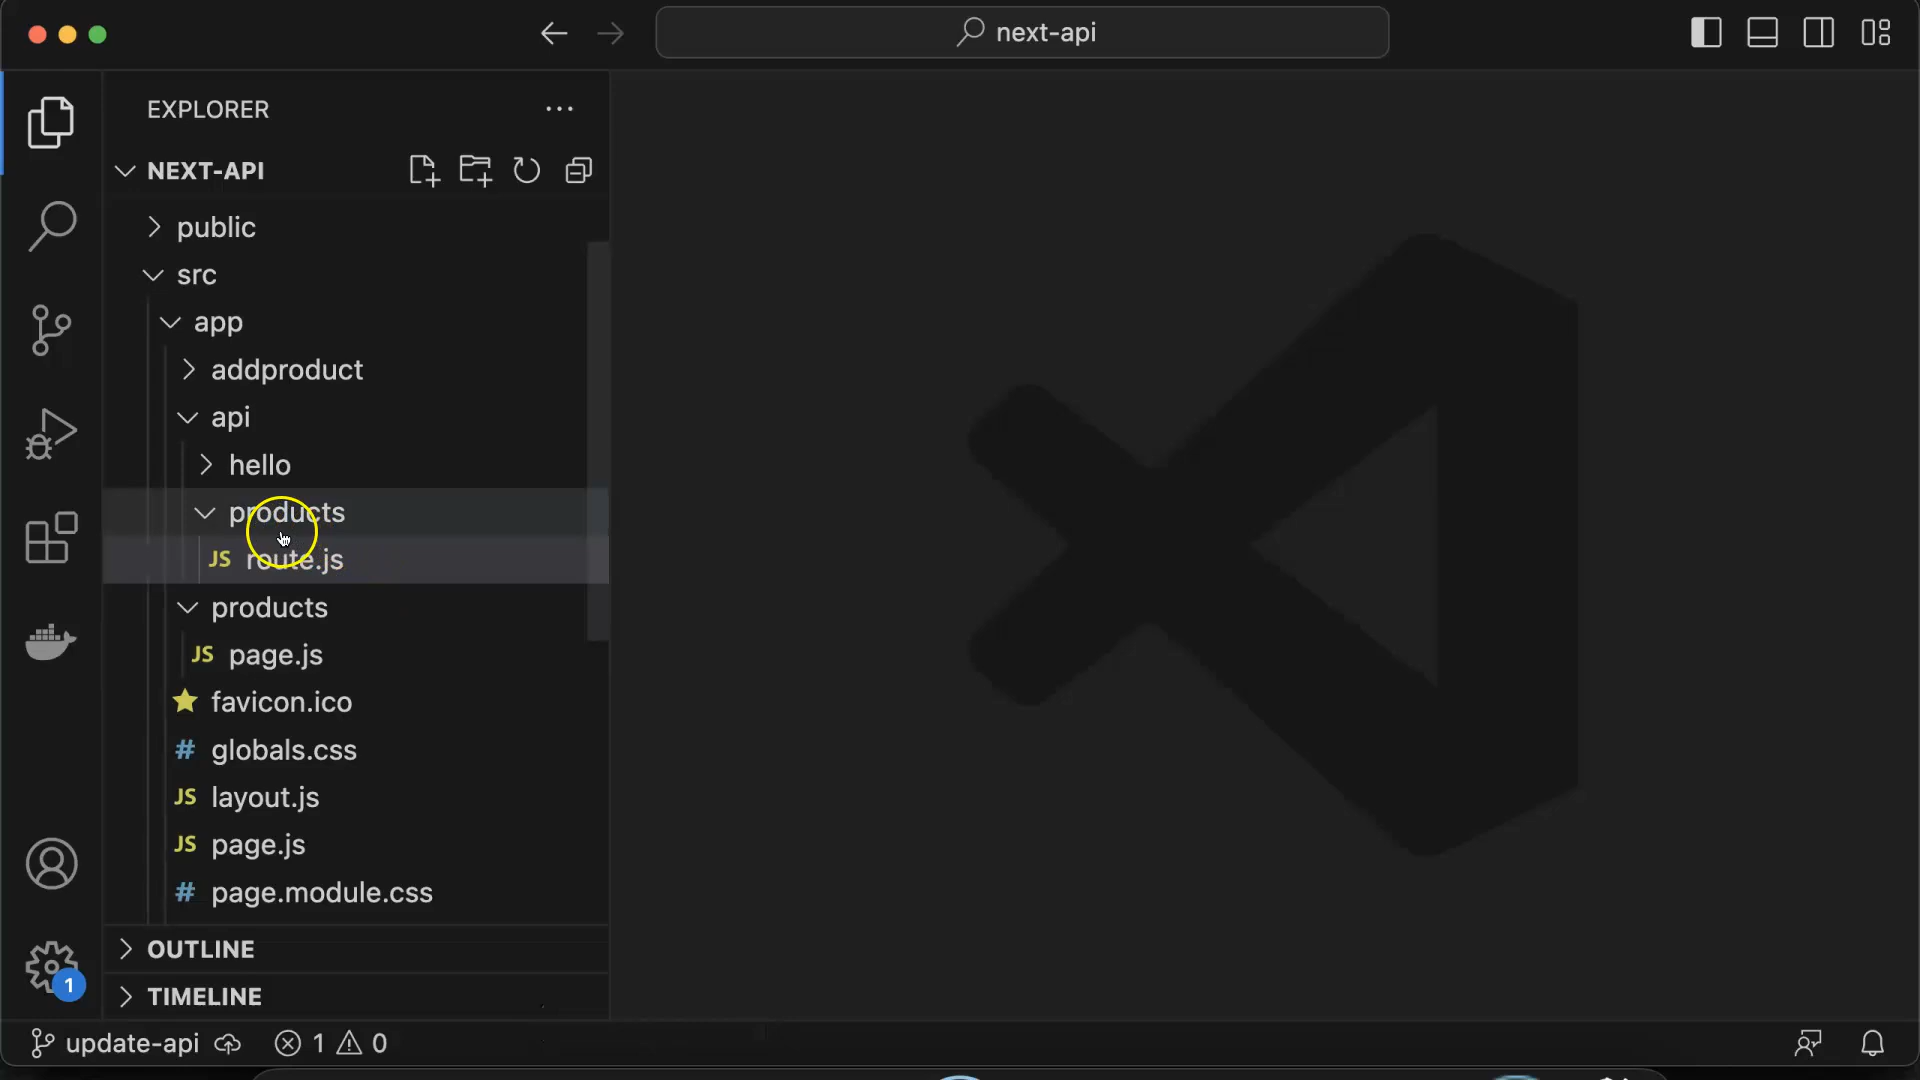 next-api
EXPLORER
NEXT-API
public
src
app
addproduct
api
hello
products
JS route.js
products
JS page.js
favicon.ico
# globals.css
JS layout.js
JS page.js
# page.module.css
OUTLINE
TIMELINE
1
update-api 1 0